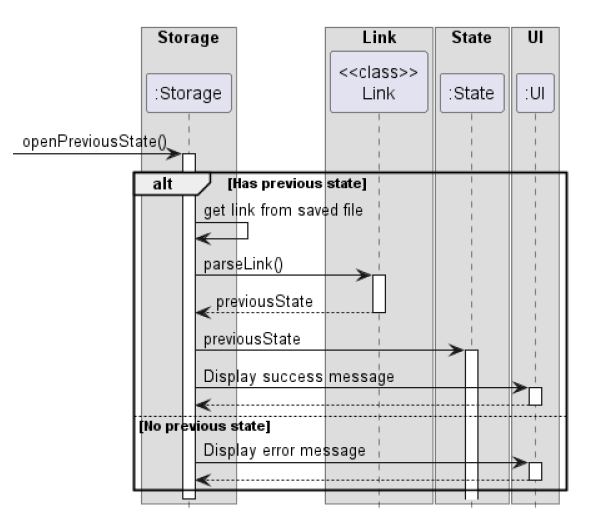 Storage Link State UI
:Storage <<class>> Link :State :UI
openPreviousState()
alt [Has previous state]
get link from saved file
parseLink()
previousState
previousState
Display success message
[No previous state]
Display error message